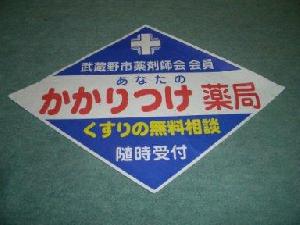 武蔵野市薬剤師会会員
あなたの
かかりつけ薬局
くすりの無料相談
随時受付